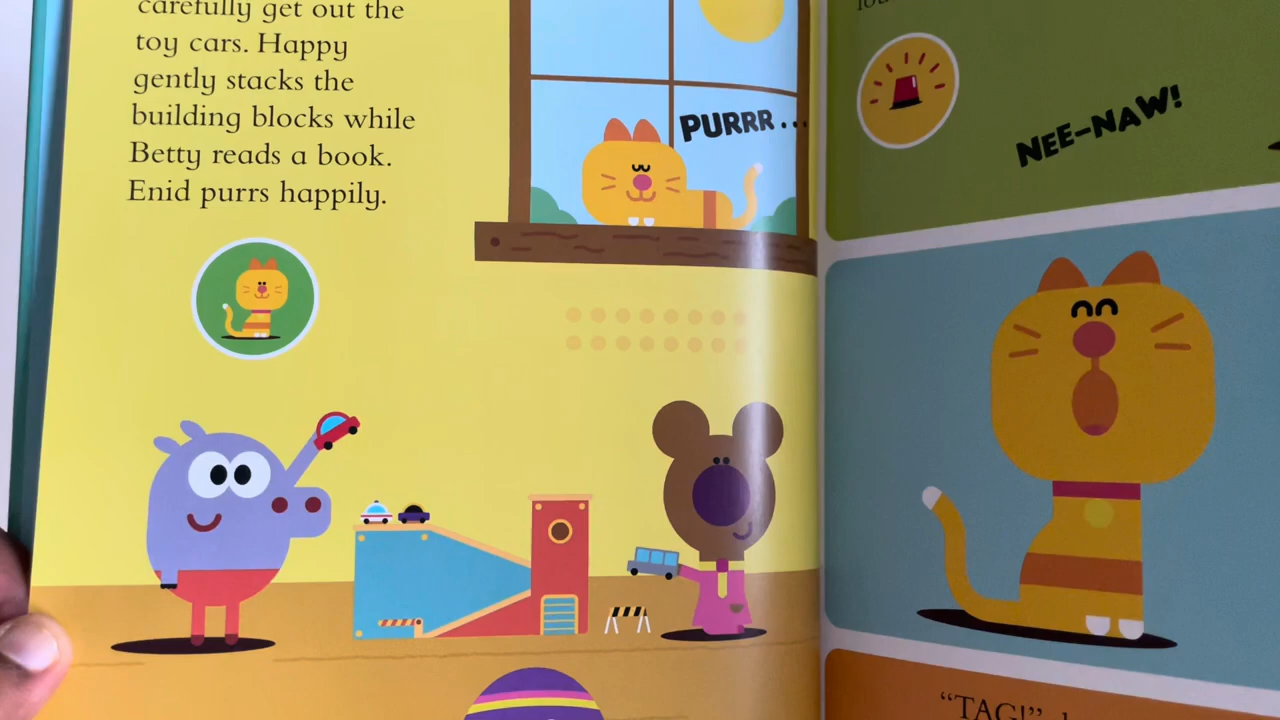 carefully get out the
toy cars. Happy
gently stacks the
building blocks while
Betty reads a book.
Enid purrs happily.
PURRR...
NEE-NAW!
"TAG!"